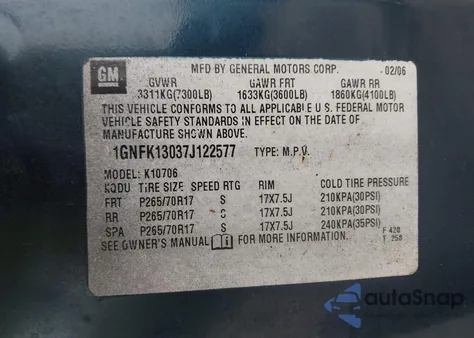 GM
MFD BY GENERAL MOTORS CORP. 02/06
GVWR GAWR FRT GAWR RR
3311KG(7300LB) 1633KG(3600LB) 1860KG(4100LB)
THIS VEHICLE CONFORMS TO ALL APPLICABLE U.S. FEDERAL MOTOR
VEHICLE SAFETY STANDARDS IN EFFECT ON THE DATE OF
MANUFACTURE SHOWN ABOVE.
1GNFK13037J122577 TYPE: M.P.V.
MODEL: K10706
TIRE SIZE SPEED RTG RIM COLD TIRE PRESSURE
FRT P265/70R17 S 17X7.5J 210KPA(30PSI)
RR P265/70R17 S 17X7.5J 210KPA(30PSI)
SPA P265/70R17 S 17X7.5J 240KPA(35PSI)
SEE OWNER'S MANUAL FOR MORE INFORMATION. F 420
T 250
autoSnap